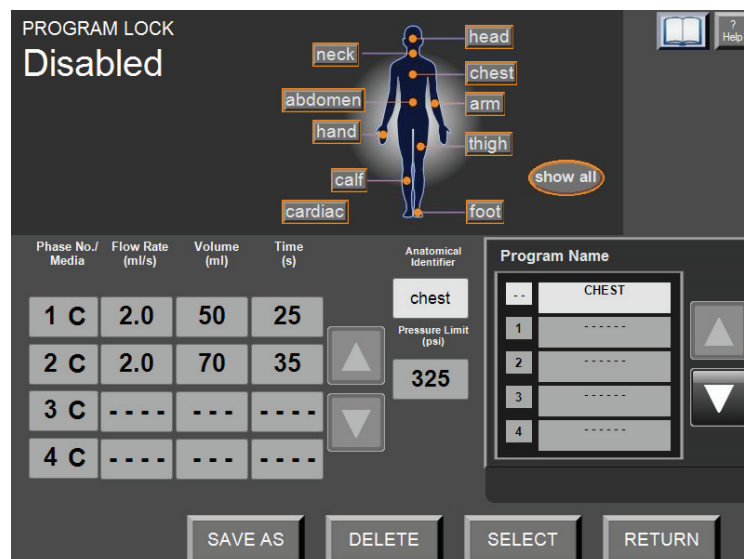 PROGRAM LOCK
Disabled
?
Help
head
neck
chest
abdomen
arm
hand
thigh
calf
show all
cardiac
foot
Phase No./ Flow Rate Volume Time
Media (ml/s) (ml) (s)
1 C 2.0 50 25
2 C 2.0 70 35
3 C - - - - - - - - - -
4 C - - - - - - - - - -
Anatomical
Identifier
chest
Pressure Limit
(psi)
325
Program Name
- - CHEST
1 - - - - - -
2 - - - - - -
3 - - - - - -
4 - - - - - -
SAVE AS DELETE SELECT RETURN